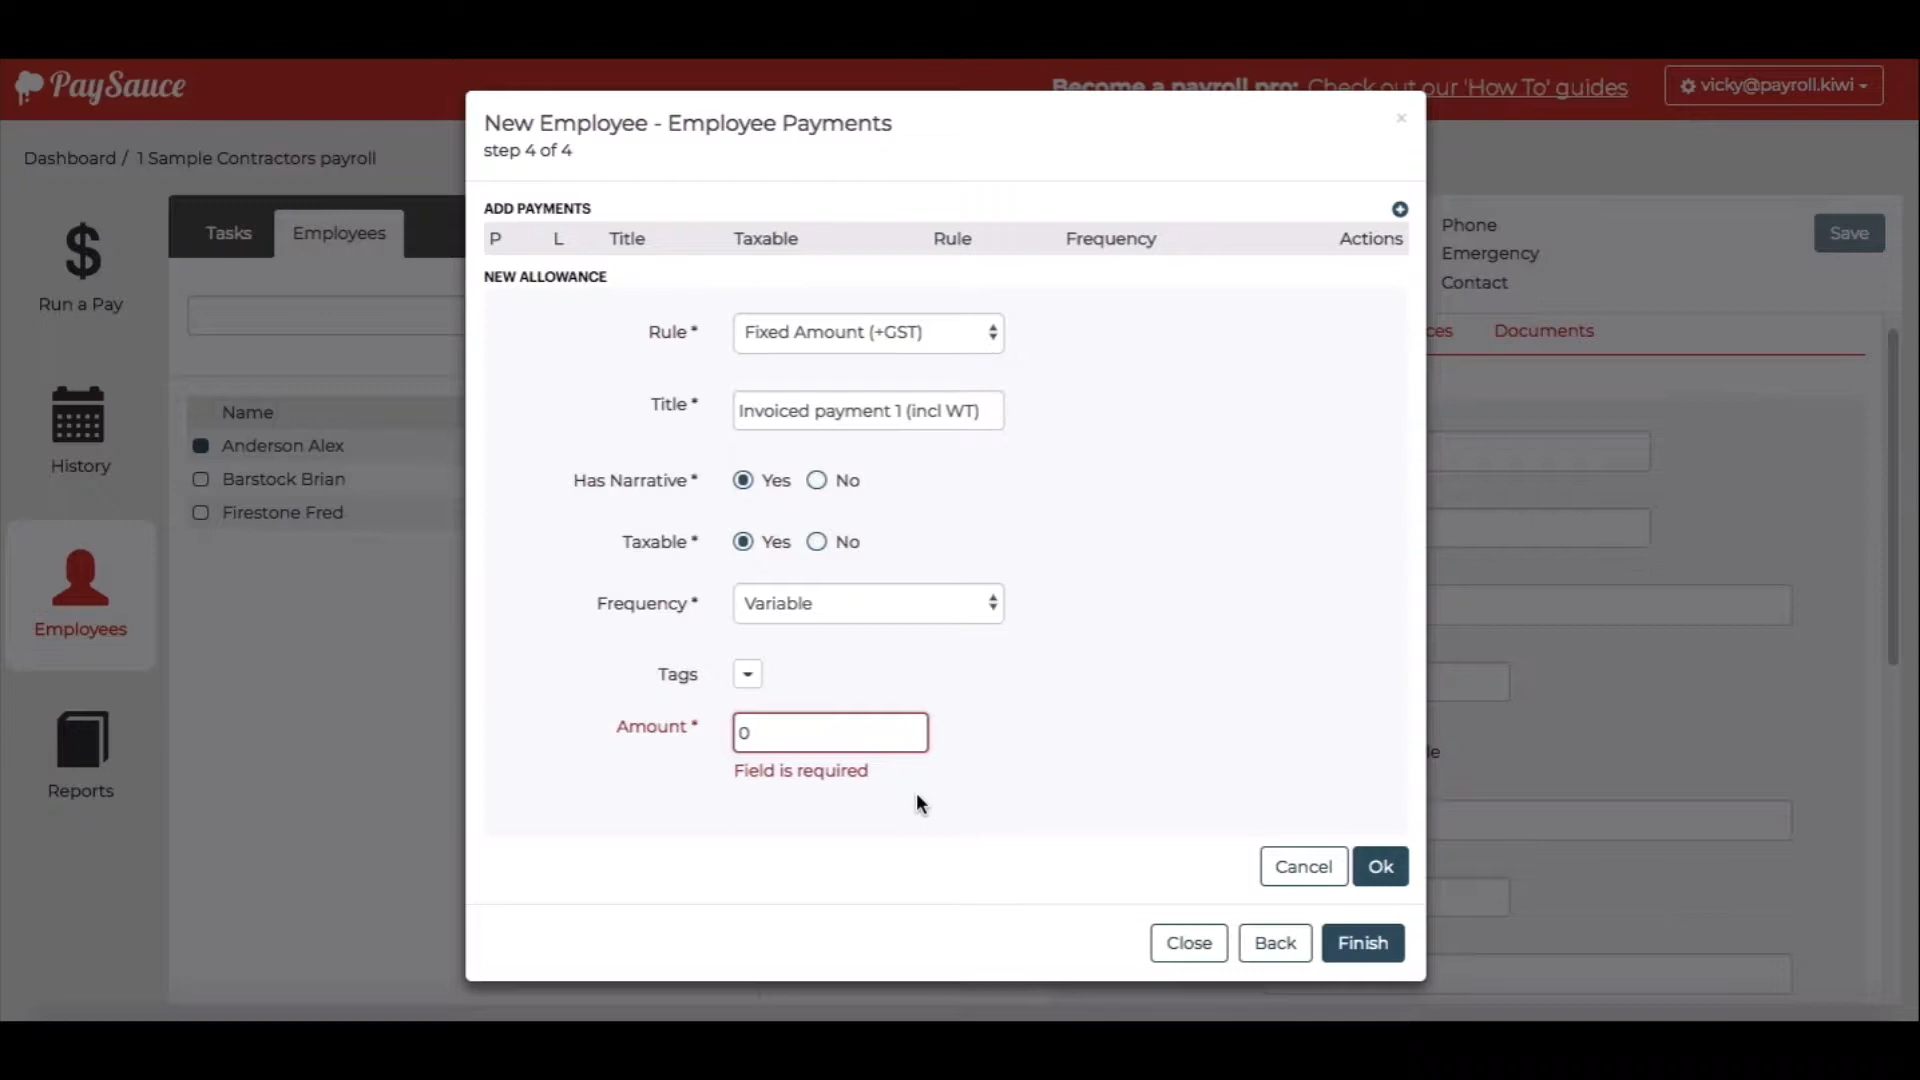 PaySauce
Become a payroll pro: Check out our 'How To' guides
vicky@payroll.kiwi
Dashboard / 1 Sample Contractors payroll
New Employee - Employee Payments
step 4 of 4
×
ADD PAYMENTS
P L Title Taxable Rule Frequency Actions
NEW ALLOWANCE
Rule * Fixed Amount (+GST)
Title * Invoiced payment 1 (incl WT)
Has Narrative * Yes No
Taxable * Yes No
Frequency * Variable
Tags
Amount * 0
Field is required
Cancel Ok
Close Back Finish
Run a Pay
History
Employees
Reports
Tasks Employees
Name
Anderson Alex
Barstock Brian
Firestone Fred
Phone
Emergency
Contact
Save
ces Documents
le